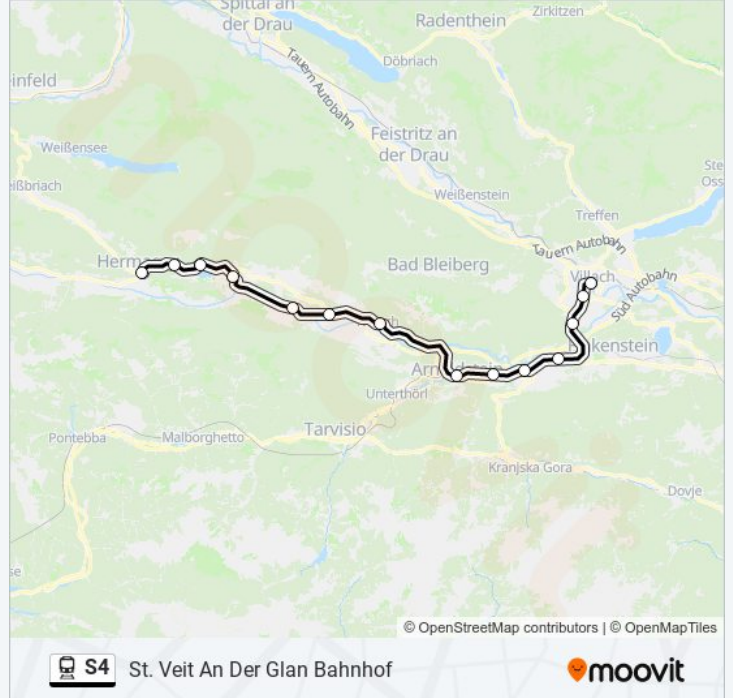 Spittal an
der Drau
Radenthein
Zirkitzen
Döbriach
Tauern Autobahn
einfeld
Feistritz an
der Drau
Weißensee
eißbriach
Weißenstein
Ste
Oss
Treffen
Tauern Autobahn
Herm
Bad Bleiberg
Villach
Süd Autobahn
Unterthörl
Tarvisio
Pontebba
Malborghetto
Kranjska Gora
Dovje
se
© OpenStreetMap contributors | © OpenMapTiles
S4
St. Veit An Der Glan Bahnhof
moovit